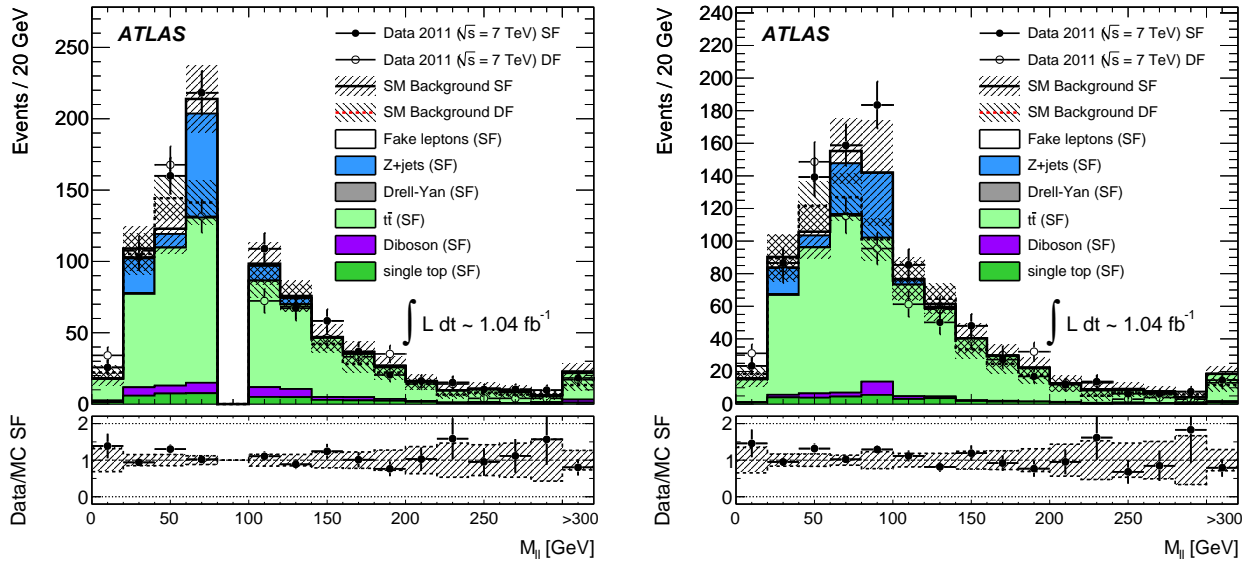 ATLAS
Data 2011 (√s = 7 TeV) SF
Data 2011 (√s = 7 TeV) DF
SM Background SF
SM Background DF
Fake leptons (SF)
Z+jets (SF)
Drell-Yan (SF)
tt̄ (SF)
Diboson (SF)
single top (SF)
∫ L dt ~ 1.04 fb⁻¹
Events / 20 GeV
250
200
150
100
50
0
Data/MC SF
2
1
0
0 50 100 150 200 250 >300
M_ll [GeV]
ATLAS
Data 2011 (√s = 7 TeV) SF
Data 2011 (√s = 7 TeV) DF
SM Background SF
SM Background DF
Fake leptons (SF)
Z+jets (SF)
Drell-Yan (SF)
tt̄ (SF)
Diboson (SF)
single top (SF)
∫ L dt ~ 1.04 fb⁻¹
Events / 20 GeV
240
220
200
180
160
140
120
100
80
60
40
20
0
Data/MC SF
2
1
0
0 50 100 150 200 250 >300
M_ll [GeV]